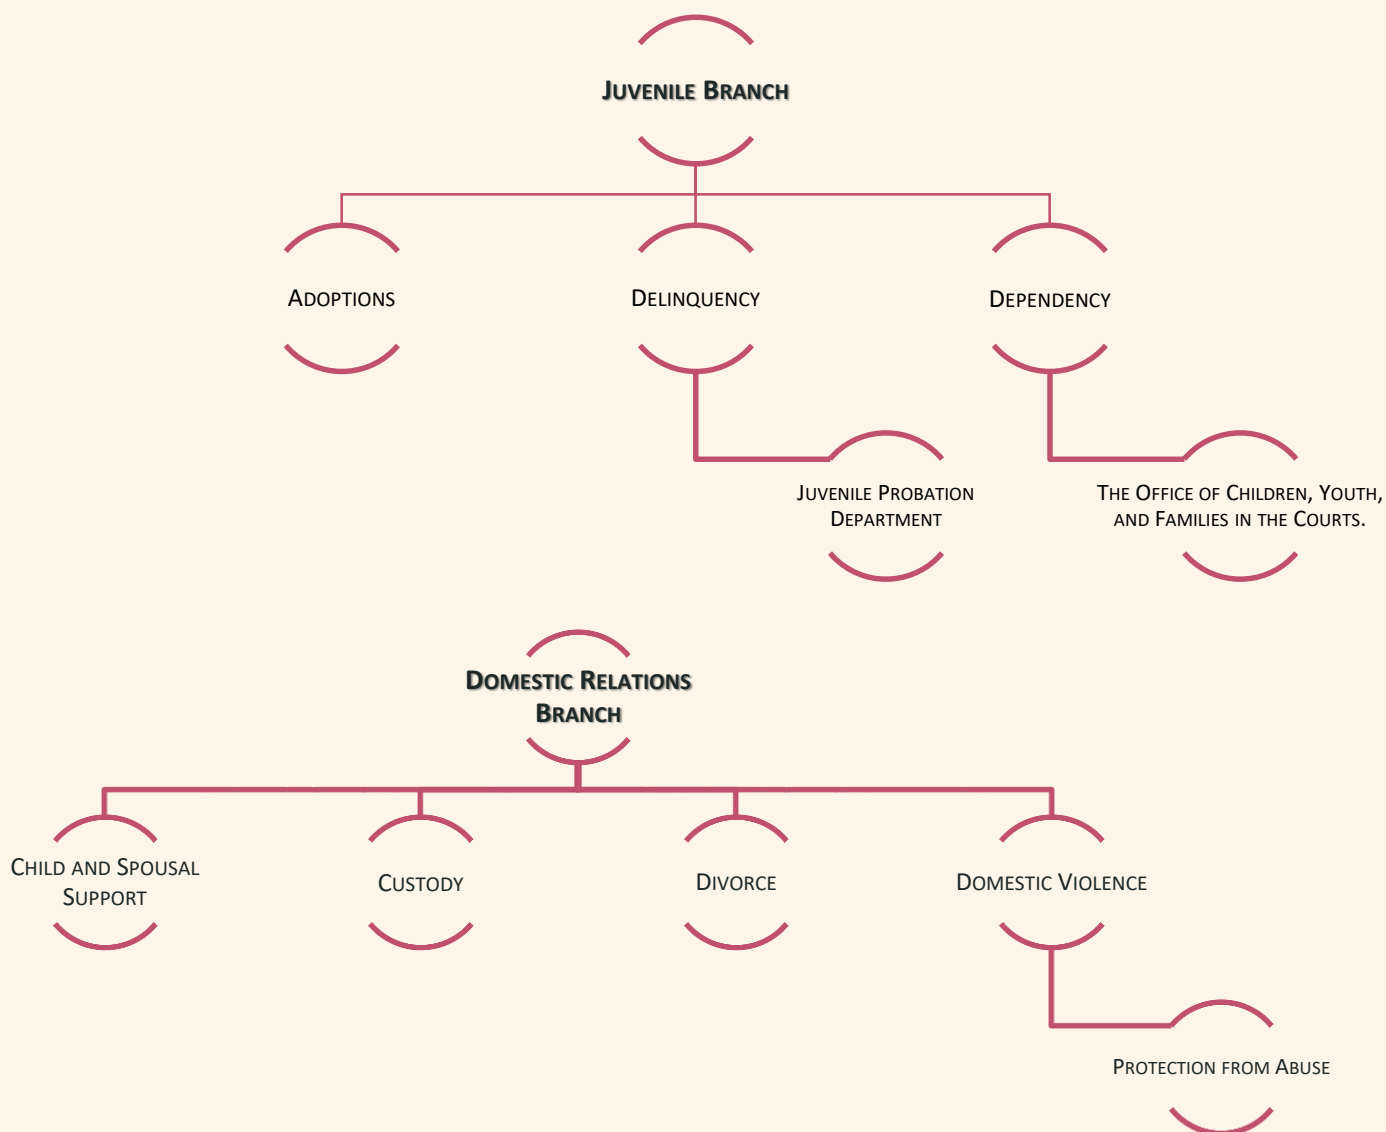 JUVENILE BRANCH
ADOPTIONS
DELINQUENCY
DEPENDENCY
JUVENILE PROBATION
DEPARTMENT
THE OFFICE OF CHILDREN, YOUTH,
AND FAMILIES IN THE COURTS.
DOMESTIC RELATIONS
BRANCH
CHILD AND SPOUSAL
SUPPORT
CUSTODY
DIVORCE
DOMESTIC VIOLENCE
PROTECTION FROM ABUSE